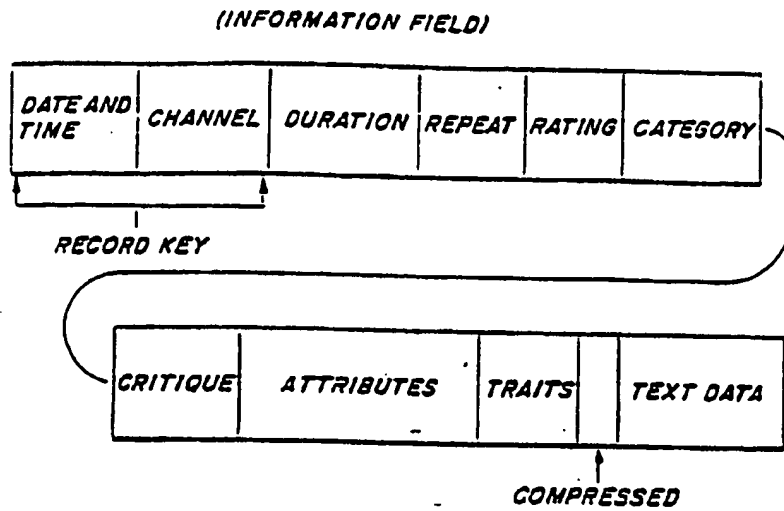 (INFORMATION FIELD)
DATE AND TIME
CHANNEL
DURATION
REPEAT
RATING
CATEGORY
RECORD KEY
CRITIQUE
ATTRIBUTES
TRAITS
TEXT DATA
COMPRESSED